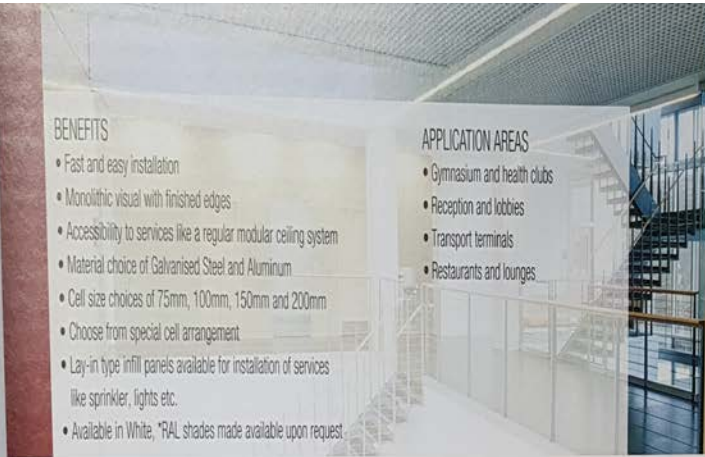 BENEFITS
• Fast and easy installation
• Monolithic visual with finished edges
• Accessibility to services like a regular modular ceiling system
• Material choice of Galvanised Steel and Aluminum
• Cell size choices of 75mm, 100mm, 150mm and 200mm
• Choose from special cell arrangement
• Lay-in type infill panels available for installation of services
like sprinkler, lights etc.
• Available in White, *RAL shades made available upon request
APPLICATION AREAS
• Gymnasium and health clubs
• Reception and lobbies
• Transport terminals
• Restaurants and lounges